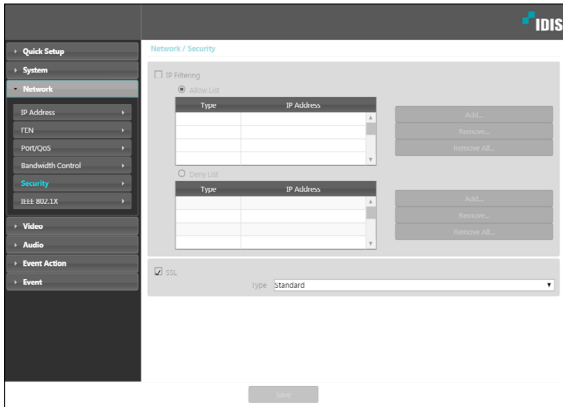 IDIS
Quick Setup
System
Network
IP Address
FEN
Port/QoS
Bandwidth Control
Security
IEEE 802.1X
Video
Audio
Event Action
Event
Network / Security
IP Filtering
Allow List
Type IP Address
Add...
Remove...
Remove All...
Deny List
Type IP Address
Add...
Remove...
Remove All...
SSL
Type Standard
Save